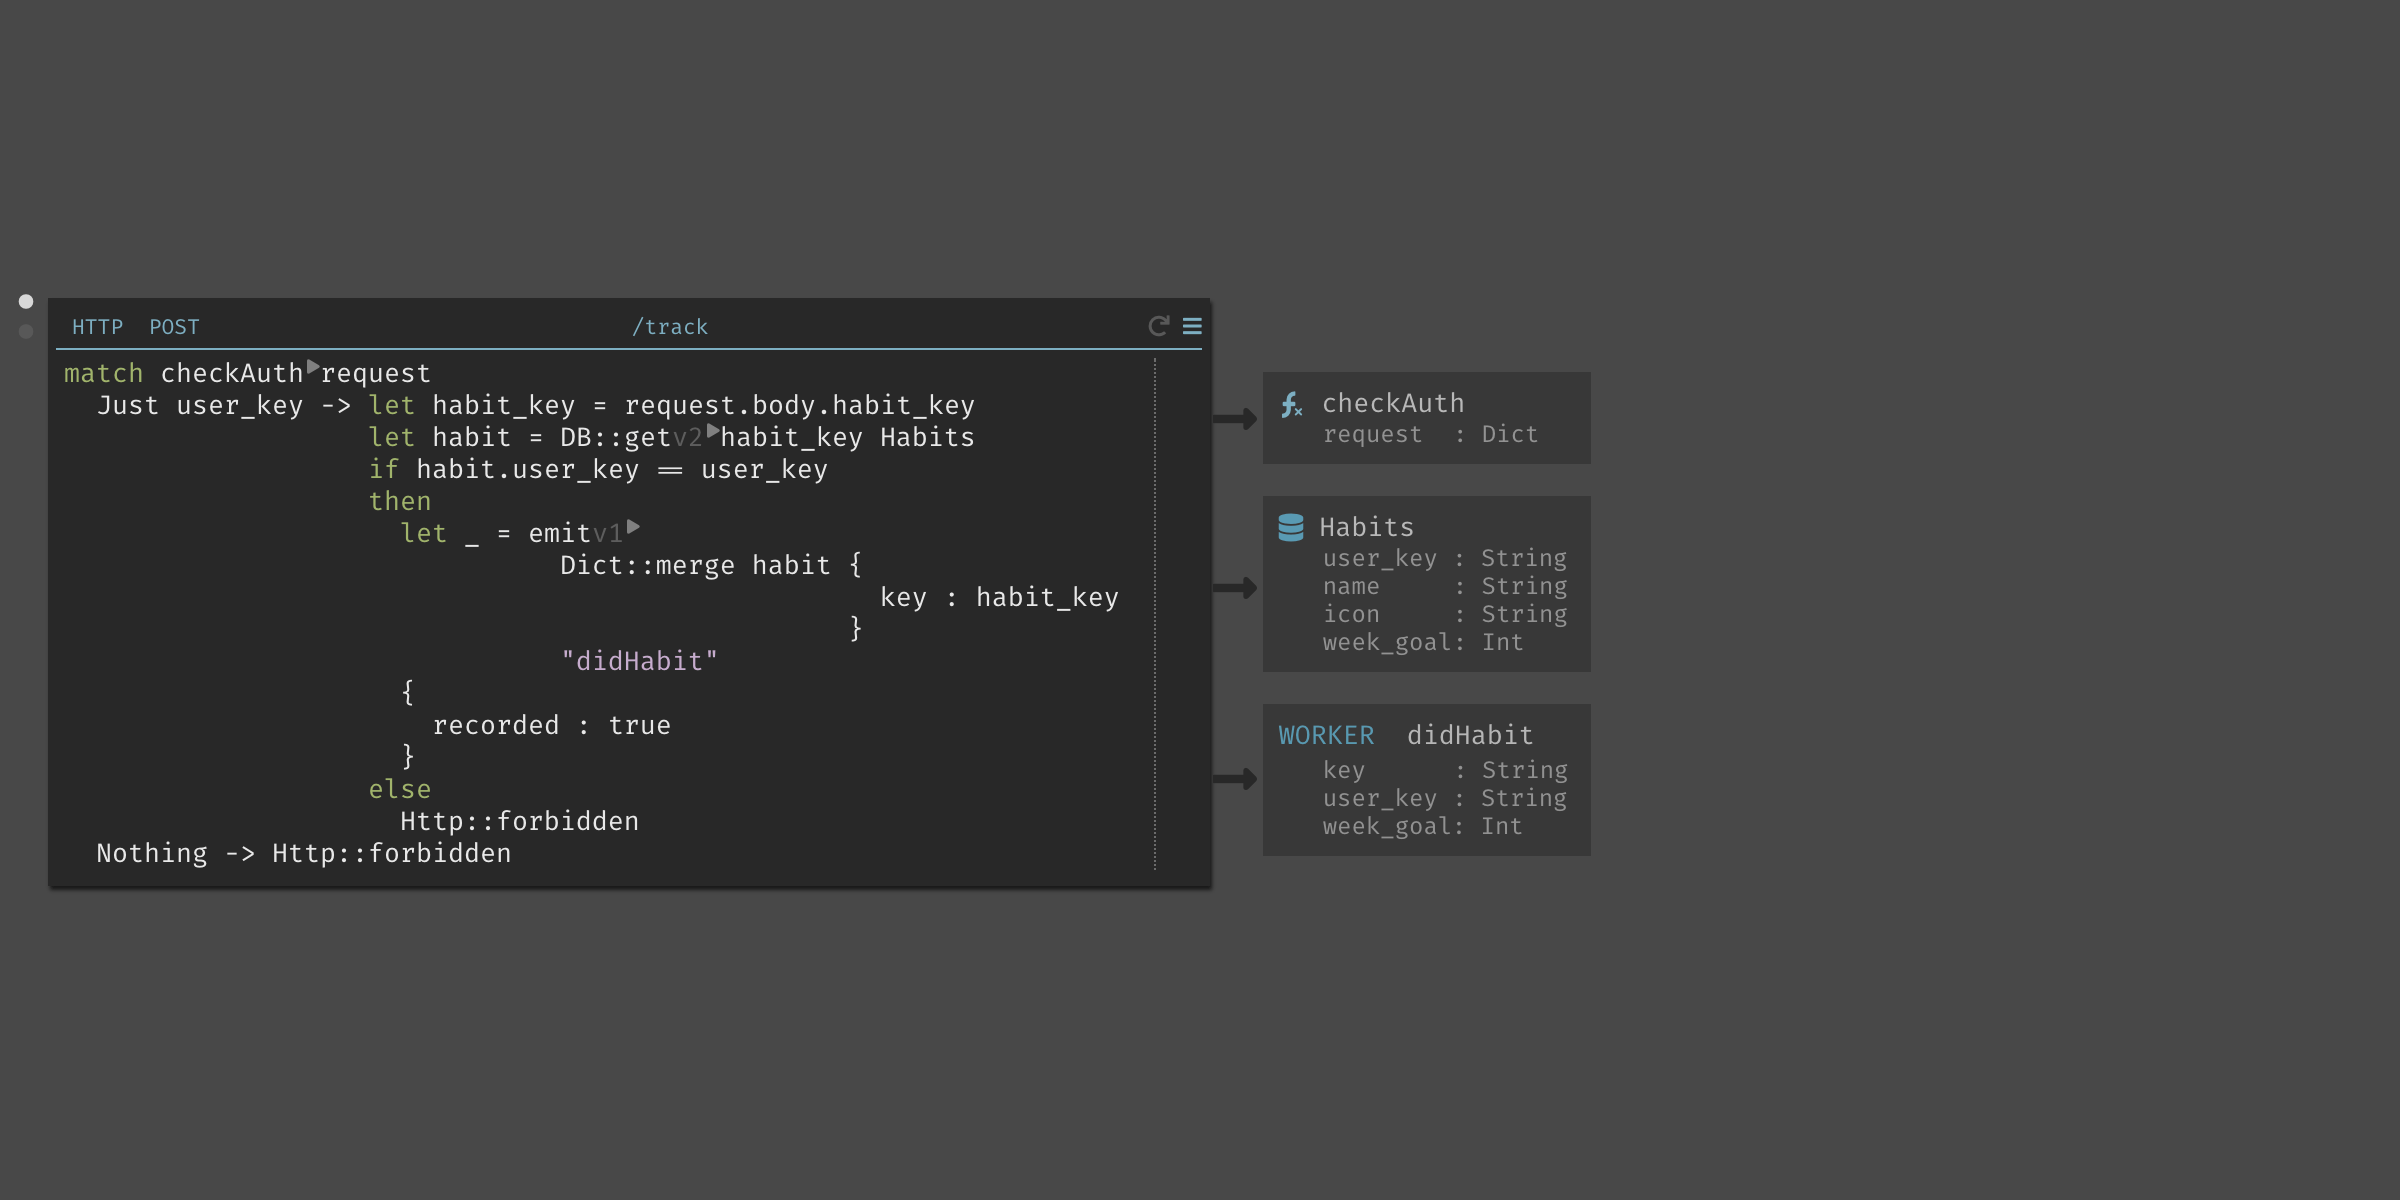 HTTP POST /track
match checkAuth request
Just user_key -> let habit_key = request.body.habit_key
let habit = DB::getv2 habit_key Habits
if habit.user_key == user_key
then
let _ = emitv1
Dict::merge habit {
key : habit_key
}
"didHabit"
{
recorded : true
}
else
Http::forbidden
Nothing -> Http::forbidden
checkAuth
request : Dict
Habits
user_key : String
name : String
icon : String
week_goal: Int
WORKER didHabit
key : String
user_key : String
week_goal: Int